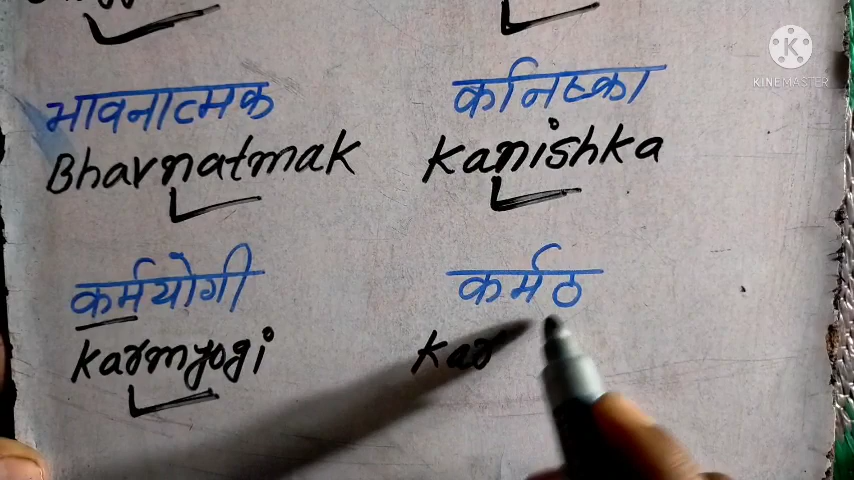 भावनात्मक
Bhavnatmak
कनिष्का
Kanishka
कर्मयोगी
Karmyogi
कर्मठ
Kar
K
KINEMASTER